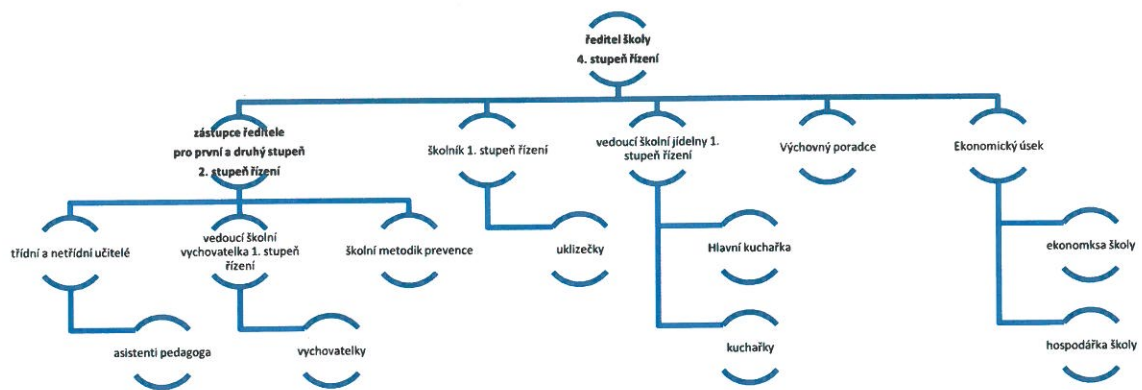 ředitel školy
4. stupeň řízení
zástupce ředitele
pro první a druhý stupeň
2. stupeň řízení
školník 1. stupeň řízení
vedoucí školní jídelny 1.
stupeň řízení
Výchovný poradce
Ekonomický úsek
třídní a netřídní učitelé
vedoucí školní
vychovatelka 1. stupeň
řízení
školní metodik prevence
uklizečky
Hlavní kuchařka
ekonomksa školy
asistenti pedagoga
vychovatelky
kuchařky
hospodářka školy